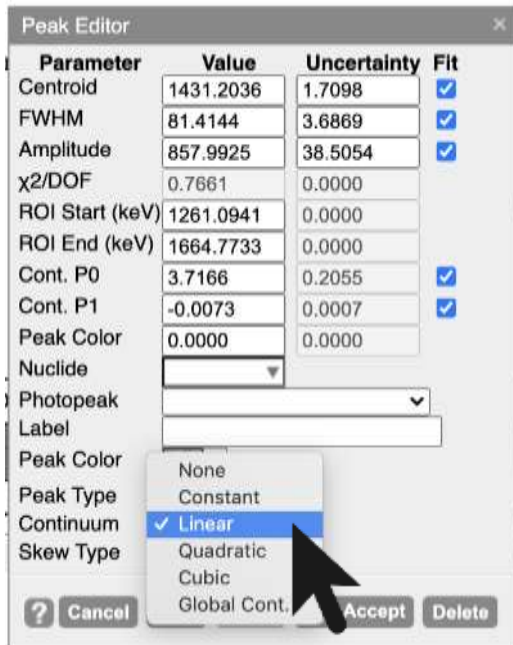 Peak Editor ×
Parameter Value Uncertainty Fit
Centroid 1431.2036 1.7098
FWHM 81.4144 3.6869
Amplitude 857.9925 38.5054
χ2/DOF 0.7661 0.0000
ROI Start (keV) 1261.0941 0.0000
ROI End (keV) 1664.7733 0.0000
Cont. P0 3.7166 0.2055
Cont. P1 -0.0073 0.0007
Peak Color 0.0000 0.0000
Nuclide
Photopeak
Label
Peak Color
None
Peak Type Constant
Continuum ✓ Linear
Skew Type Quadratic
Cubic
Global Cont.
? Cancel Accept Delete